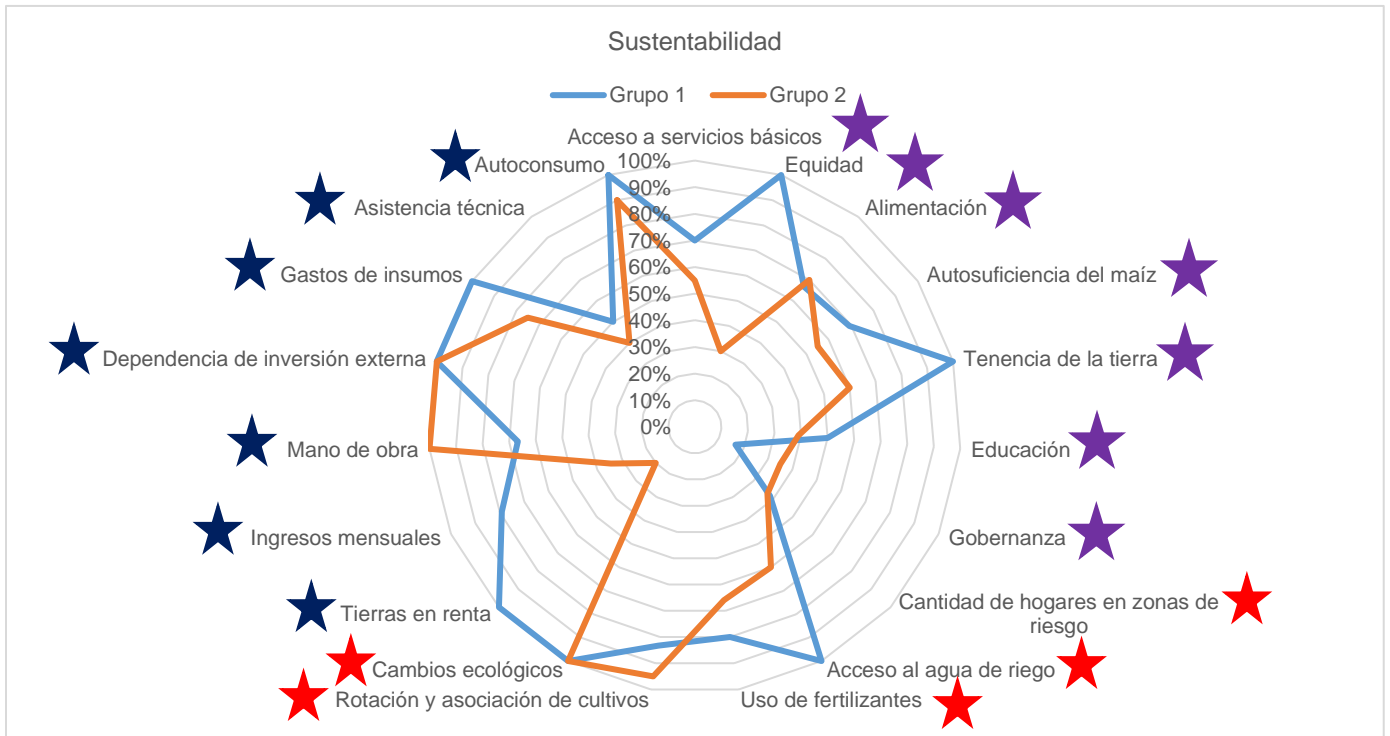 Sustentabilidad
Grupo 1
Grupo 2
Acceso a servicios básicos
Equidad
Alimentación
Autosuficiencia del maíz
Tenencia de la tierra
Educación
Gobernanza
Cantidad de hogares en zonas de
riesgo
Acceso al agua de riego
Uso de fertilizantes
Rotación y asociación de cultivos
Cambios ecológicos
Tierras en renta
Ingresos mensuales
Mano de obra
Dependencia de inversión externa
Gastos de insumos
Asistencia técnica
Autoconsumo
100%
90%
80%
70%
60%
50%
40%
30%
20%
10%
0%